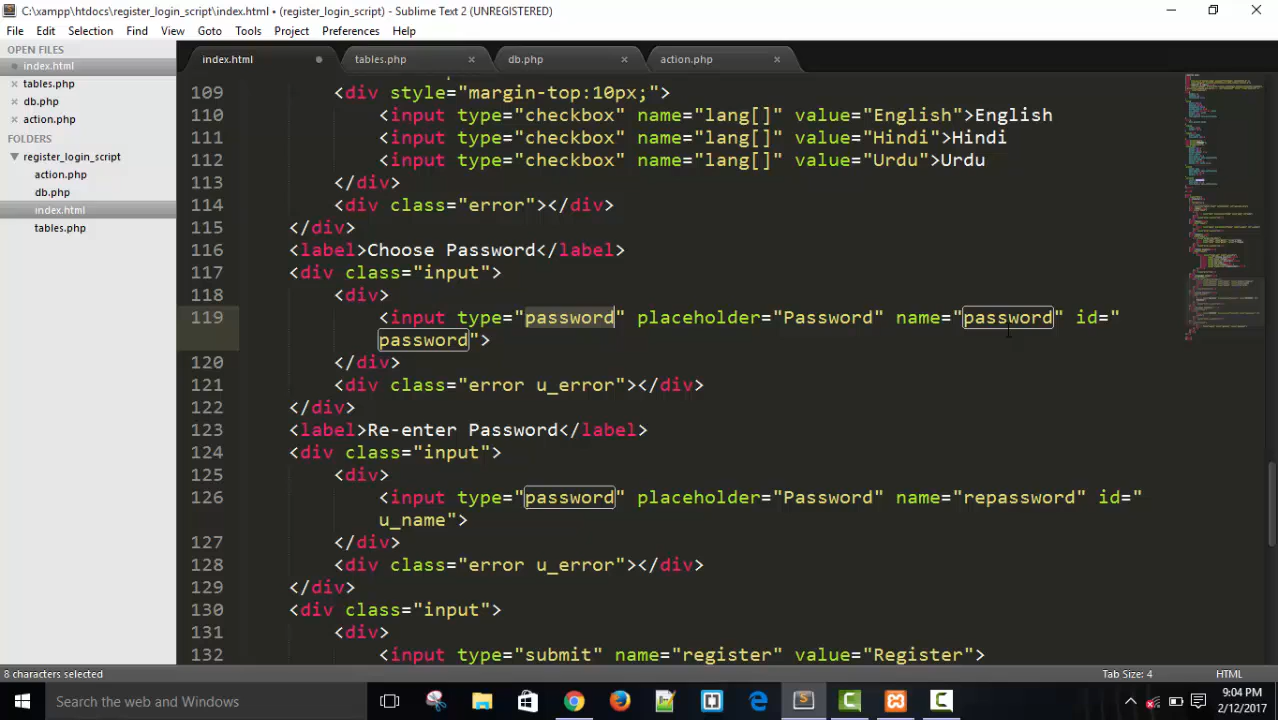 C:\xampp\htdocs\register_login_script\index.html • (register_login_script) - Sublime Text 2 (UNREGISTERED)
File Edit Selection Find View Goto Tools Project Preferences Help
OPEN FILES
index.html
tables.php
db.php
action.php
FOLDERS
register_login_script
action.php
db.php
index.html
tables.php
index.html tables.php db.php action.php
109 <div style="margin-top:10px;">
110 <input type="checkbox" name="lang[]" value="English">English
111 <input type="checkbox" name="lang[]" value="Hindi">Hindi
112 <input type="checkbox" name="lang[]" value="Urdu">Urdu
113 </div>
114 <div class="error"></div>
115 </div>
116 <label>Choose Password</label>
117 <div class="input">
118 <div>
119 <input type="password" placeholder="Password" name="password" id="
password">
120 </div>
121 <div class="error u_error"></div>
122 </div>
123 <label>Re-enter Password</label>
124 <div class="input">
125 <div>
126 <input type="password" placeholder="Password" name="repassword" id="
u_name">
127 </div>
128 <div class="error u_error"></div>
129 </div>
130 <div class="input">
131 <div>
132 <input type="submit" name="register" value="Register">
8 characters selected Tab Size: 4 HTML
Search the web and Windows
9:04 PM
2/12/2017